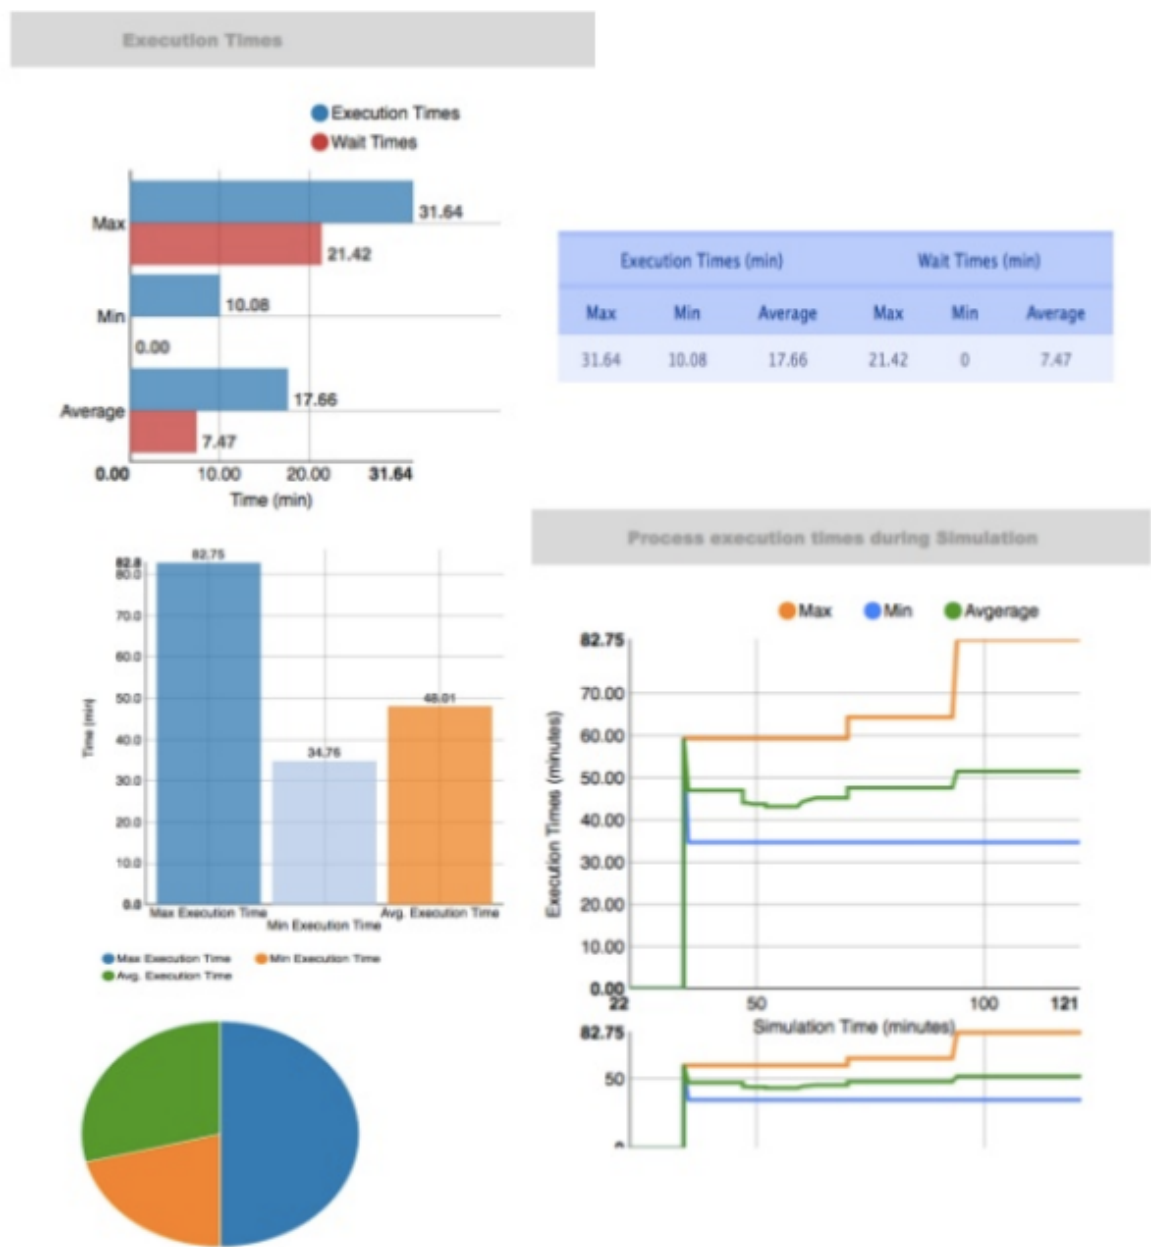 Execution Times
Execution Times
Wait Times
Max
31.64
21.42
Min
10.08
0.00
Average
17.66
7.47
0.00 10.00 20.00 31.64
Time (min)
Execution Times (min) Wait Times (min)
Max Min Average Max Min Average
31.64 10.08 17.66 21.42 0 7.47
82.75
82.8
80.0
70.0
60.0
50.0
48.01
40.0
34.76
30.0
20.0
10.0
0.0
Time (min)
Max Execution Time Min Execution Time Avg. Execution Time
Max Execution Time Min Execution Time
Avg. Execution Time
Process execution times during Simulation
Max Min Avgerage
82.75
70.00
60.00
50.00
40.00
30.00
20.00
10.00
0.00
Execution Times (minutes)
22 50 100 121
Simulation Time (minutes)
82.75
50
0